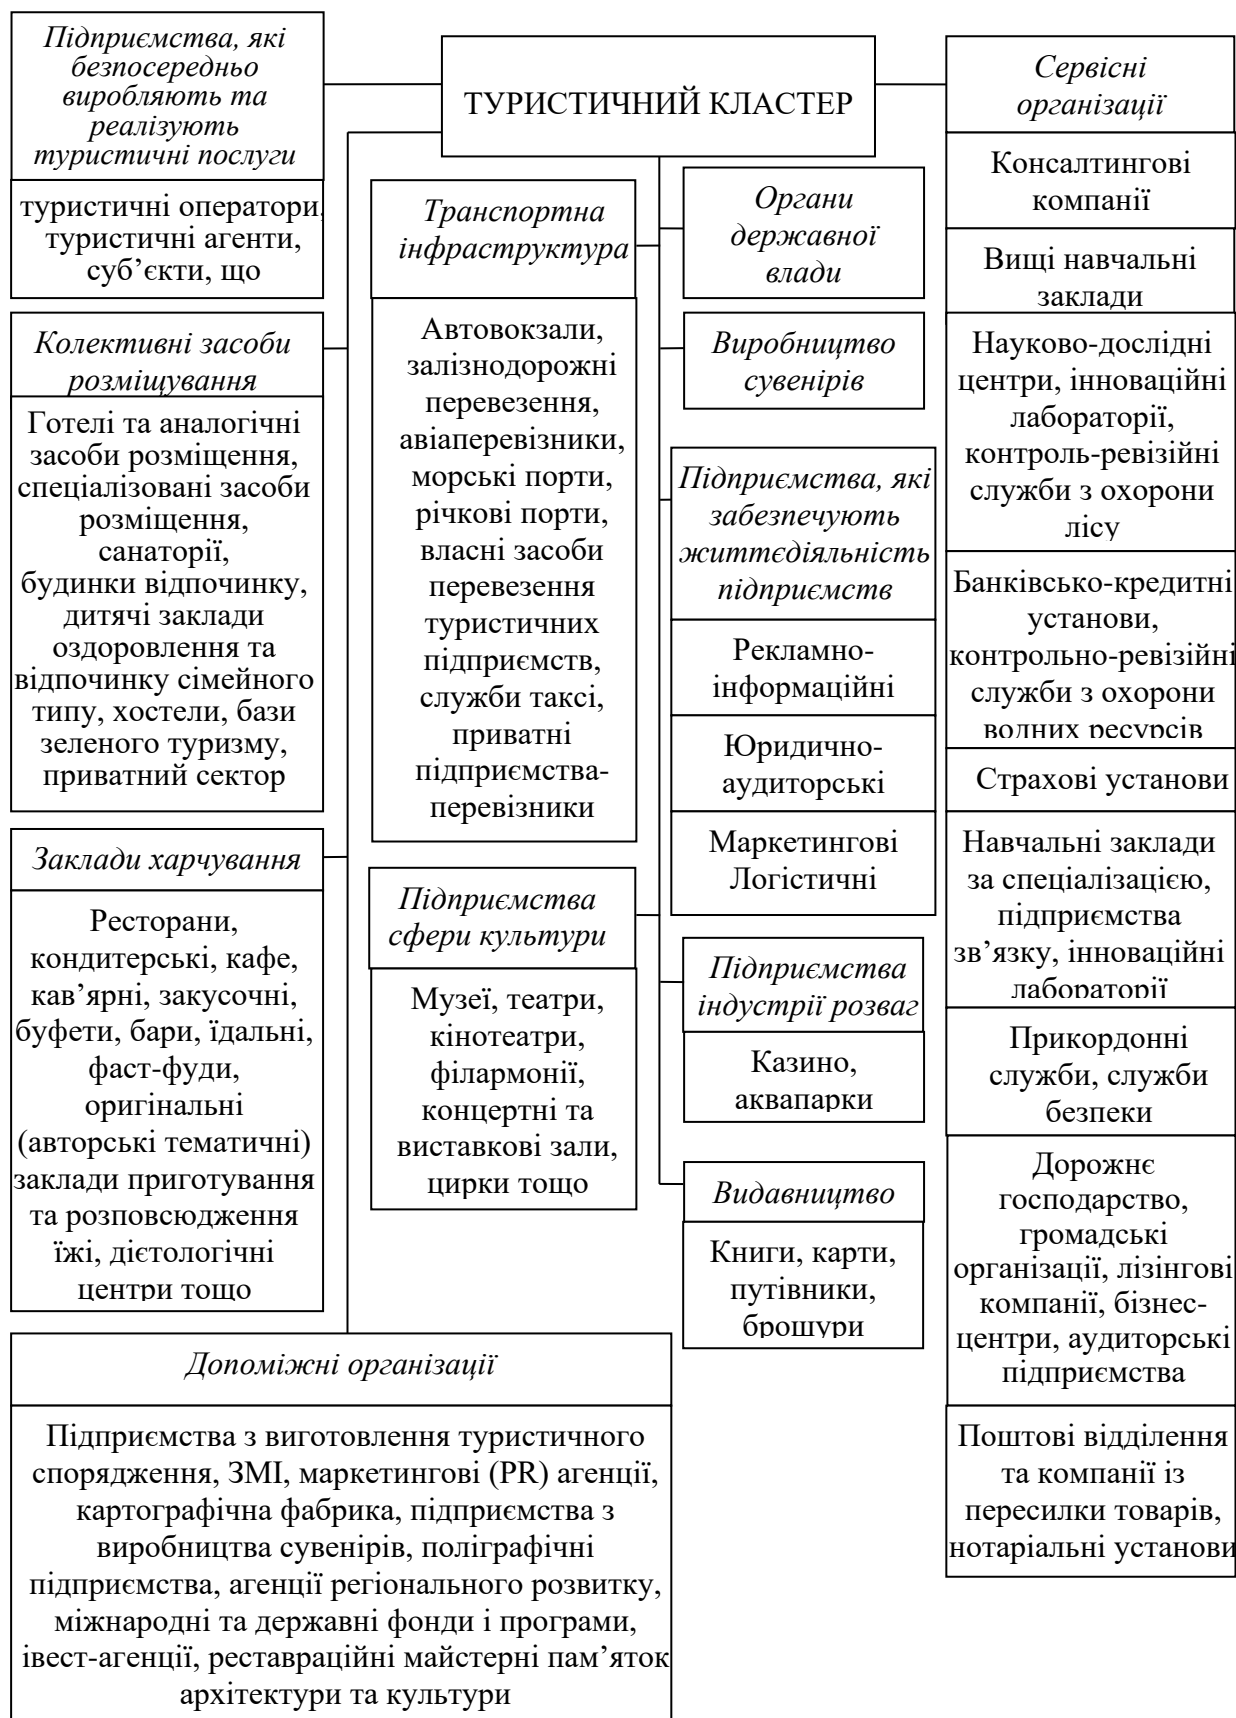 Підприємства, які
безпосередньо
виробляють та
реалізують
туристичні послуги
туристичні оператори,
туристичні агенти,
суб’єкти, що
Колективні засоби
розміщування
Готелі та аналогічні
засоби розміщення,
спеціалізовані засоби
розміщення,
санаторії,
будинки відпочинку,
дитячі заклади
оздоровлення та
відпочинку сімейного
типу, хостели, бази
зеленого туризму,
приватний сектор
Заклади харчування
Ресторани,
кондитерські, кафе,
кав’ярні, закусочні,
буфети, бари, їдальні,
фаст-фуди,
оригінальні
(авторські тематичні)
заклади приготування
та розповсюдження
їжі, дієтологічні
центри тощо
ТУРИСТИЧНИЙ КЛАСТЕР
Транспортна
інфраструктура
Автовокзали,
залізнодорожні
перевезення,
авіаперевізники,
морські порти,
річкові порти,
власні засоби
перевезення
туристичних
підприємств,
служби таксі,
приватні
підприємства-
перевізники
Підприємства
сфери культури
Музеї, театри,
кінотеатри,
філармонії,
концертні та
виставкові зали,
цирки тощо
Органи
державної
влади
Виробництво
сувенірів
Підприємства, які
забезпечують
життєдіяльність
підприємств
Рекламно-
інформаційні
Юридично-
аудиторські
Маркетингові
Логістичні
Підприємства
індустрії розваг
Казино,
аквапарки
Видавництво
Книги, карти,
путівники,
брошури
Сервісні
організації
Консалтингові
компанії
Вищі навчальні
заклади
Науково-дослідні
центри, інноваційні
лабораторії,
контроль-ревізійні
служби з охорони
лісу
Банківсько-кредитні
установи,
контрольно-ревізійні
служби з охорони
водних ресурсів
Страхові установи
Навчальні заклади
за спеціалізацією,
підприємства
зв’язку, інноваційні
лабораторії
Прикордонні
служби, служби
безпеки
Дорожнє
господарство,
громадські
організації, лізингові
компанії, бізнес-
центри, аудиторські
підприємства
Поштові відділення
та компанії із
пересилки товарів,
нотаріальні установи
Допоміжні організації
Підприємства з виготовлення туристичного
спорядження, ЗМІ, маркетингові (PR) агенції,
картографічна фабрика, підприємства з
виробництва сувенірів, поліграфічні
підприємства, агенції регіонального розвитку,
міжнародні та державні фонди і програми,
івест-агенції, реставраційні майстерні пам’яток
архітектури та культури